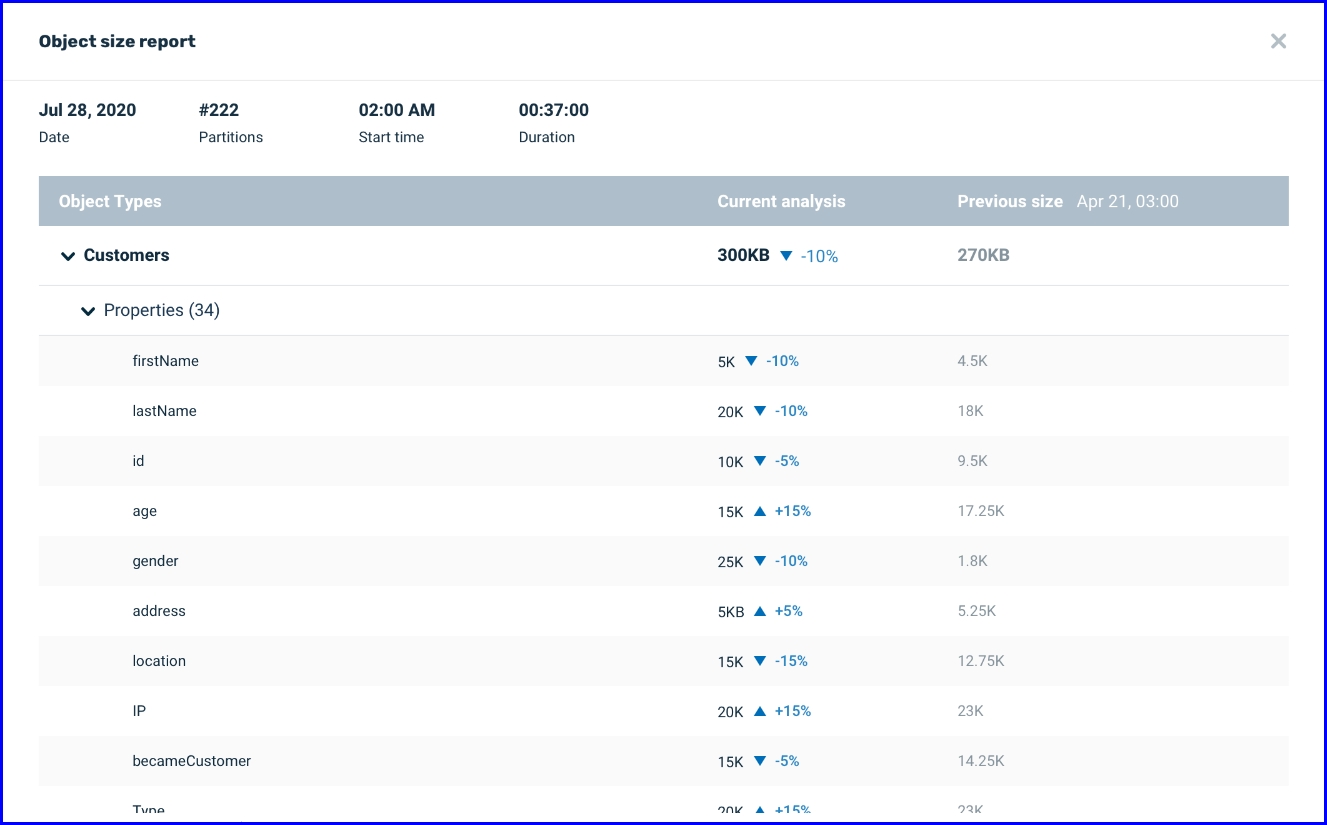 Object size report
Jul 28, 2020 #222 02:00 AM 00:37:00
Date Partitions Start time Duration
Object Types Current analysis Previous size Apr 21, 03:00
Customers 300KB ▼ -10% 270KB
Properties (34)
firstName 5K ▼ -10% 4.5K
lastName 20K ▼ -10% 18K
id 10K ▼ -5% 9.5K
age 15K ▲ +15% 17.25K
gender 25K ▼ -10% 1.8K
address 5KB ▲ +5% 5.25K
location 15K ▼ -15% 12.75K
IP 20K ▲ +15% 23K
becameCustomer 15K ▼ -5% 14.25K
Type 20K ▲ +15% 23K